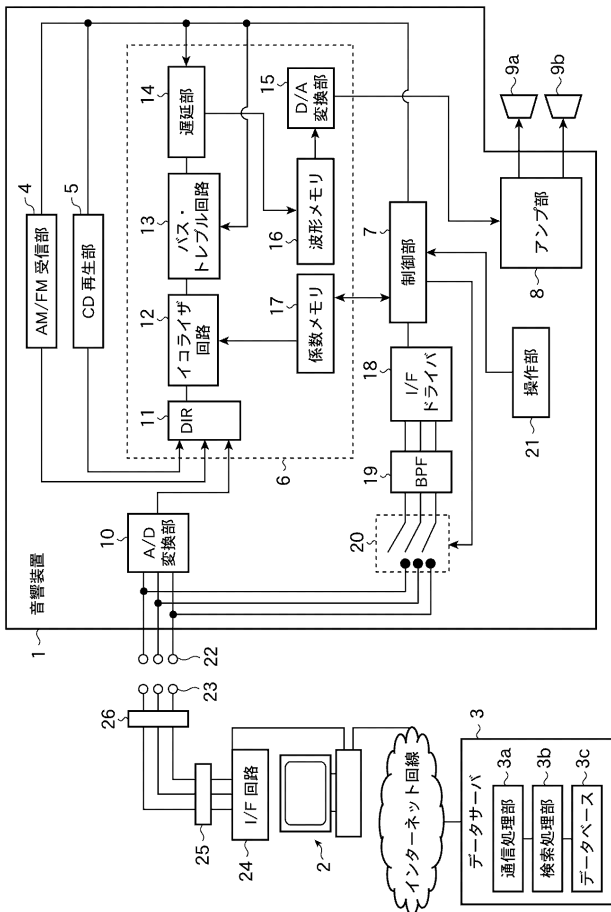 音響装置
1
AM/FM 受信部
4
CD 再生部
5
6
DIR
11
イコライザ
回路
12
バス・
トレブル回路
13
遅延部
14
D/A
変換部
15
波形メモリ
16
係数メモリ
17
制御部
7
アンプ部
8
9a
9b
A/D
変換部
10
I/F
ドライバ
18
BPF
19
20
操作部
21
22
23
26
25
I/F 回路
24
2
インターネット回線
データサーバ
3
通信処理部
3a
検索処理部
3b
データベース
3c